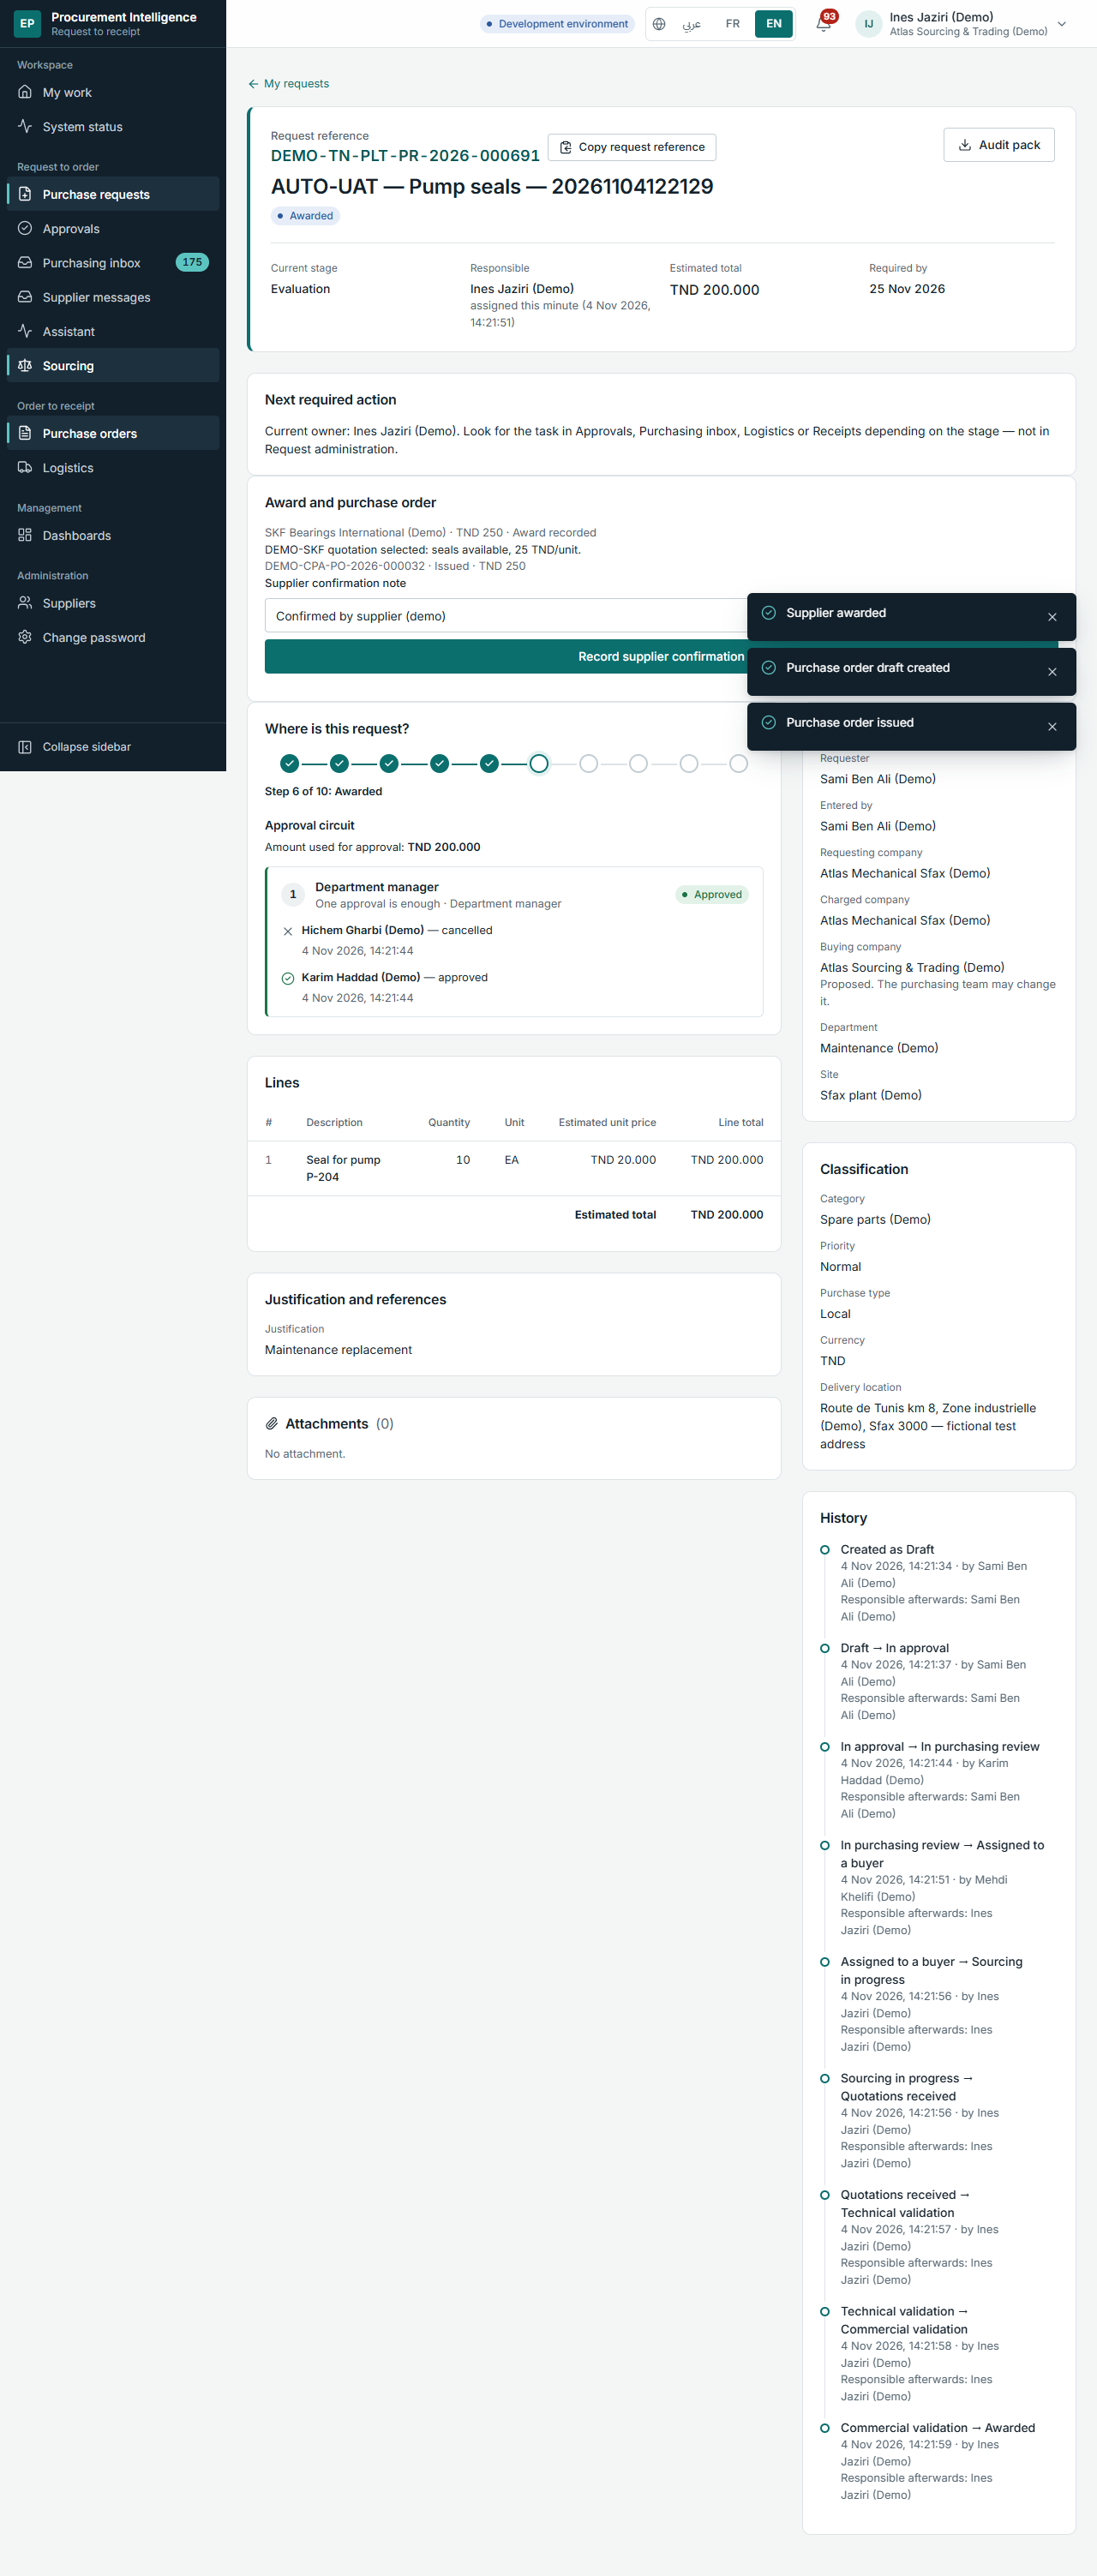 EP
Procurement Intelligence
Request to receipt
Workspace
My work
System status
Request to order
Purchase requests
Approvals
Purchasing inbox
175
Supplier messages
Assistant
Sourcing
Order to receipt
Purchase orders
Logistics
Management
Dashboards
Administration
Suppliers
Change password
Collapse sidebar
Development environment
عربي
FR
EN
93
IJ
Ines Jaziri (Demo)
Atlas Sourcing & Trading (Demo)
My requests
Request reference
DEMO-TN-PLT-PR-2026-000691
Copy request reference
Audit pack
AUTO-UAT — Pump seals — 20261104122129
Awarded
Current stage
Evaluation
Responsible
Ines Jaziri (Demo)
assigned this minute (4 Nov 2026,
14:21:51)
Estimated total
TND 200.000
Required by
25 Nov 2026
Next required action
Current owner: Ines Jaziri (Demo). Look for the task in Approvals, Purchasing inbox, Logistics or Receipts depending on the stage — not in
Request administration.
Award and purchase order
SKF Bearings International (Demo) · TND 250 · Award recorded
DEMO-SKF quotation selected: seals available, 25 TND/unit.
DEMO-CPA-PO-2026-000032 · Issued · TND 250
Supplier confirmation note
Confirmed by supplier (demo)
Record supplier confirmation
Supplier awarded
Purchase order draft created
Purchase order issued
Where is this request?
Step 6 of 10: Awarded
Approval circuit
Amount used for approval: TND 200.000
1
Department manager
One approval is enough · Department manager
Approved
Hichem Gharbi (Demo) — cancelled
4 Nov 2026, 14:21:44
Karim Haddad (Demo) — approved
4 Nov 2026, 14:21:44
Lines
# Description Quantity Unit Estimated unit price Line total
1 Seal for pump 10 EA TND 20.000 TND 200.000
P-204
Estimated total TND 200.000
Justification and references
Justification
Maintenance replacement
Attachments (0)
No attachment.
Requester
Sami Ben Ali (Demo)
Entered by
Sami Ben Ali (Demo)
Requesting company
Atlas Mechanical Sfax (Demo)
Charged company
Atlas Mechanical Sfax (Demo)
Buying company
Atlas Sourcing & Trading (Demo)
Proposed. The purchasing team may change
it.
Department
Maintenance (Demo)
Site
Sfax plant (Demo)
Classification
Category
Spare parts (Demo)
Priority
Normal
Purchase type
Local
Currency
TND
Delivery location
Route de Tunis km 8, Zone industrielle
(Demo), Sfax 3000 — fictional test
address
History
Created as Draft
4 Nov 2026, 14:21:34 · by Sami Ben
Ali (Demo)
Responsible afterwards: Sami Ben
Ali (Demo)
Draft → In approval
4 Nov 2026, 14:21:37 · by Sami Ben
Ali (Demo)
Responsible afterwards: Sami Ben
Ali (Demo)
In approval → In purchasing review
4 Nov 2026, 14:21:44 · by Karim
Haddad (Demo)
Responsible afterwards: Sami Ben
Ali (Demo)
In purchasing review → Assigned to
a buyer
4 Nov 2026, 14:21:51 · by Mehdi
Khelifi (Demo)
Responsible afterwards: Ines
Jaziri (Demo)
Assigned to a buyer → Sourcing
in progress
4 Nov 2026, 14:21:56 · by Ines
Jaziri (Demo)
Responsible afterwards: Ines
Jaziri (Demo)
Sourcing in progress →
Quotations received
4 Nov 2026, 14:21:56 · by Ines
Jaziri (Demo)
Responsible afterwards: Ines
Jaziri (Demo)
Quotations received →
Technical validation
4 Nov 2026, 14:21:57 · by Ines
Jaziri (Demo)
Responsible afterwards: Ines
Jaziri (Demo)
Technical validation →
Commercial validation
4 Nov 2026, 14:21:58 · by Ines
Jaziri (Demo)
Responsible afterwards: Ines
Jaziri (Demo)
Commercial validation → Awarded
4 Nov 2026, 14:21:59 · by Ines
Jaziri (Demo)
Responsible afterwards: Ines
Jaziri (Demo)